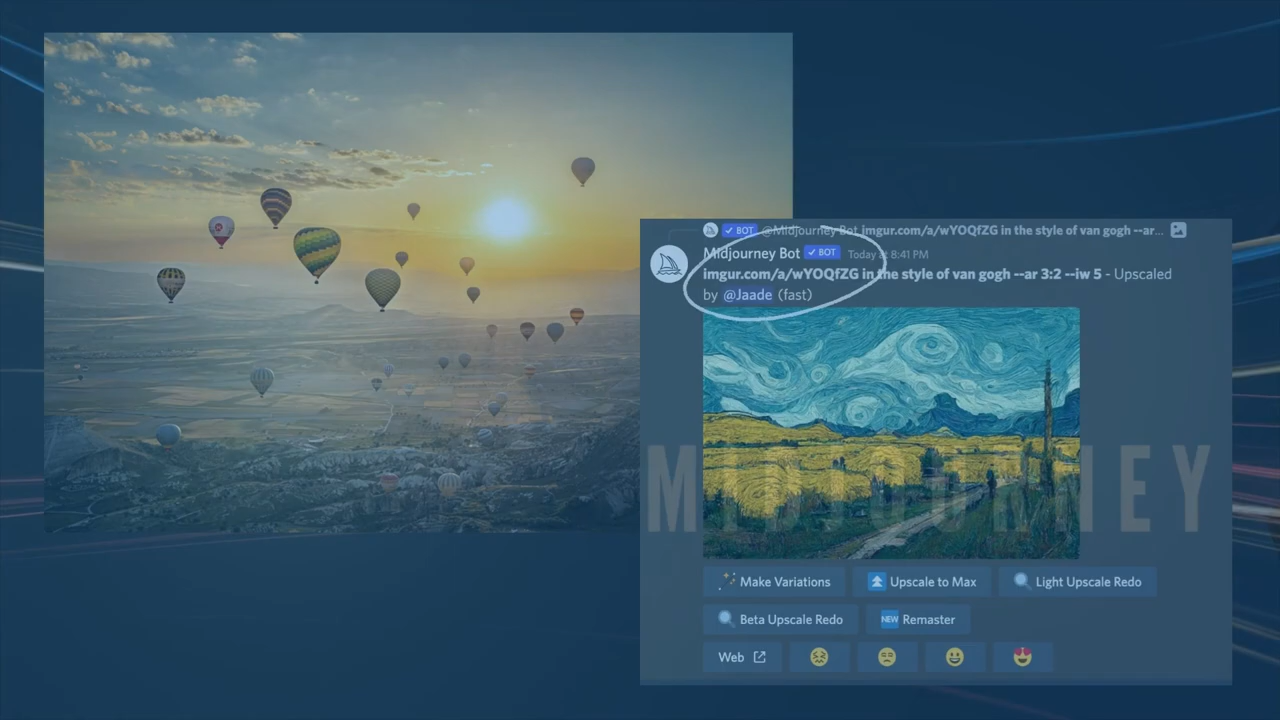 BOT @Midjourney Bot imgur.com/a/wYOQfZG in the style of van gogh --ar...
Midjourney Bot BOT Today at 8:41 PM
imgur.com/a/wYOQfZG in the style of van gogh --ar 3:2 --iw 5 - Upscaled
by @Jaade (fast)
MIDJOURNEY
Make Variations
Upscale to Max
Light Upscale Redo
Beta Upscale Redo
NEW Remaster
Web